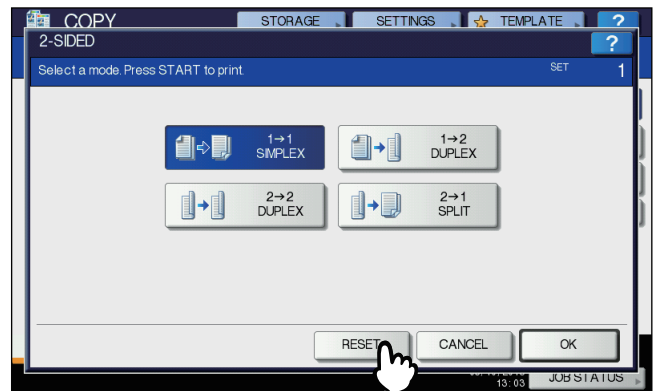 COPY
STORAGE
SETTINGS
TEMPLATE
?
2-SIDED
?
Select a mode. Press START to print.
SET
1
1→1
SIMPLEX
1→2
DUPLEX
2→2
DUPLEX
2→1
SPLIT
RESET
CANCEL
OK
13:03
JOB STATUS